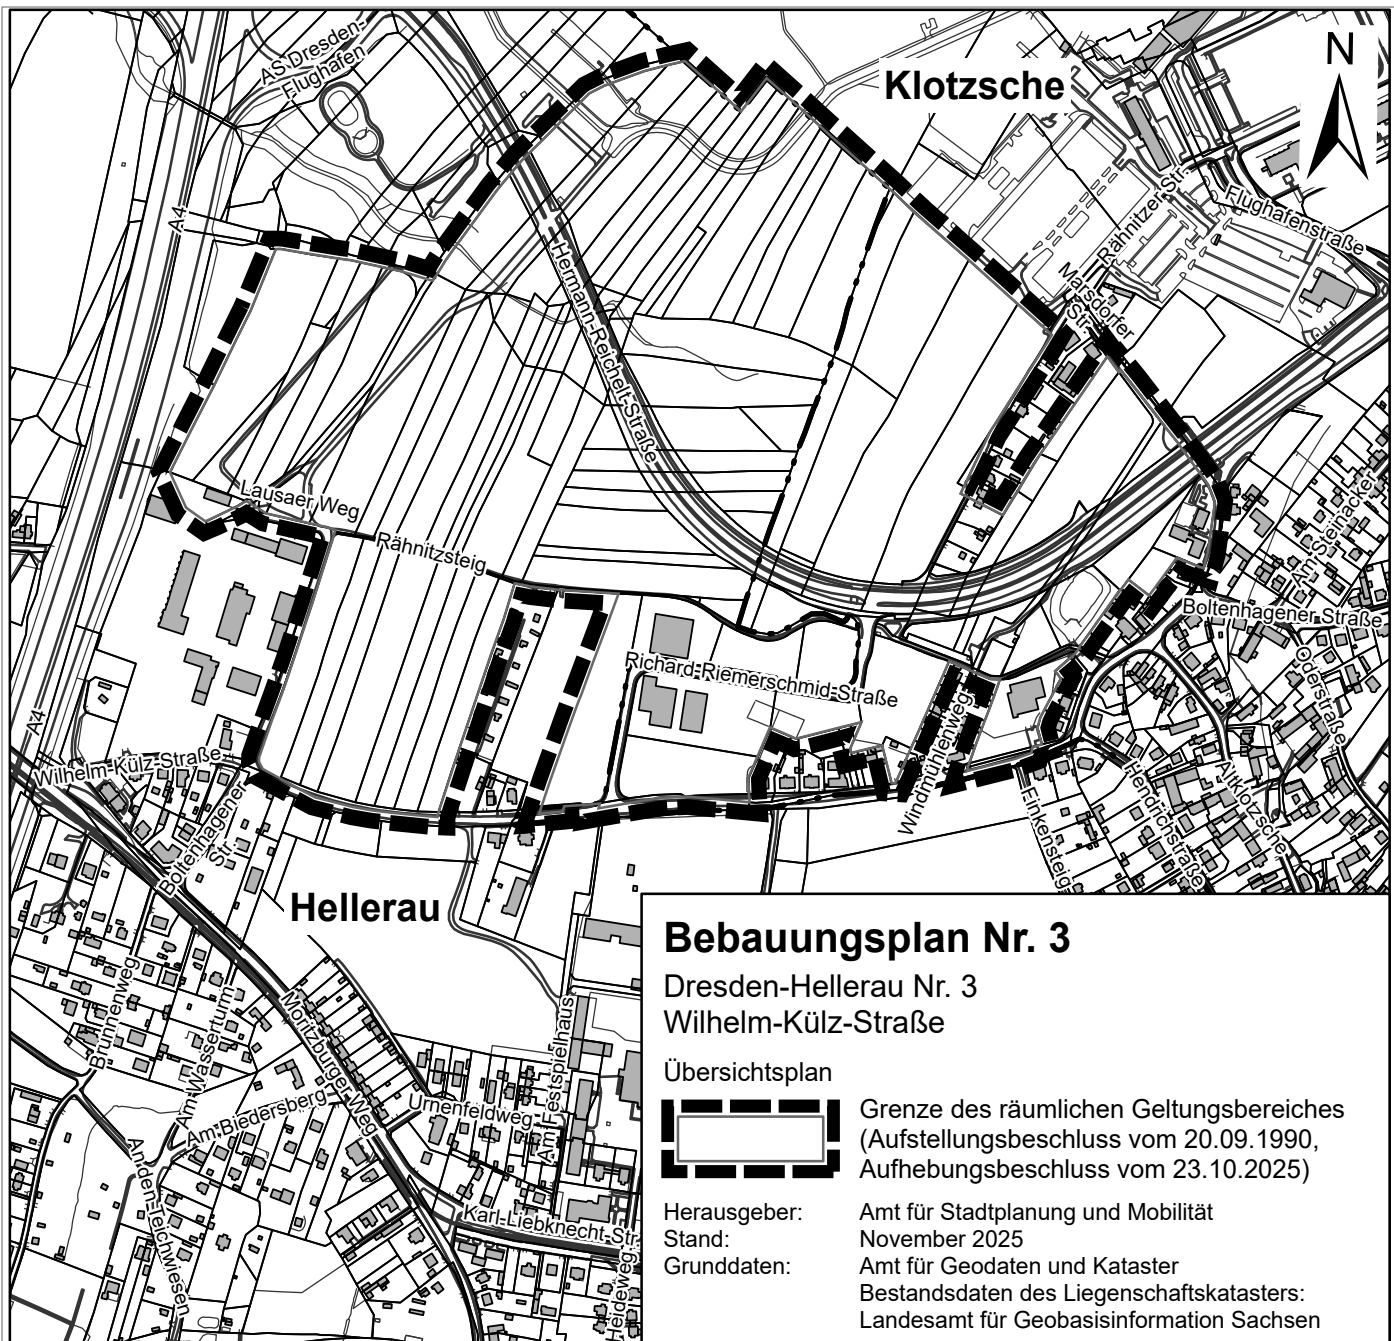 AS Dresden-
Flughafen
Klotzsche
N
A4
Rähnitzer Str.
Flughafenstraße
Marsdorfer
Str.
Hermann-Reichelt-Straße
Lausaer Weg
Rähnitzsteig
Am Steinacker
Boltenhagener Straße
Richard-Riemerschmid-Straße
Oderstraße
Windmühlenweg
A4
Wilhelm-Külz-Straße
Boltenhagener
Str.
Finkensteig
Hendrichstraße
Altklotzsche
Hellerau
Brunnenweg
Am Wasserturm
Moritzburger Weg
Am Biedersberg
Urnenfeldweg
Am Festspielhaus
An den Teichwiesen
Karl-Liebknecht-Str.
Heideweg
Bebauungsplan Nr. 3
Dresden-Hellerau Nr. 3
Wilhelm-Külz-Straße
Übersichtsplan
Grenze des räumlichen Geltungsbereiches
(Aufstellungsbeschluss vom 20.09.1990,
Aufhebungsbeschluss vom 23.10.2025)
Herausgeber: Amt für Stadtplanung und Mobilität
Stand: November 2025
Grunddaten: Amt für Geodaten und Kataster
Bestandsdaten des Liegenschaftskatasters:
Landesamt für Geobasisinformation Sachsen